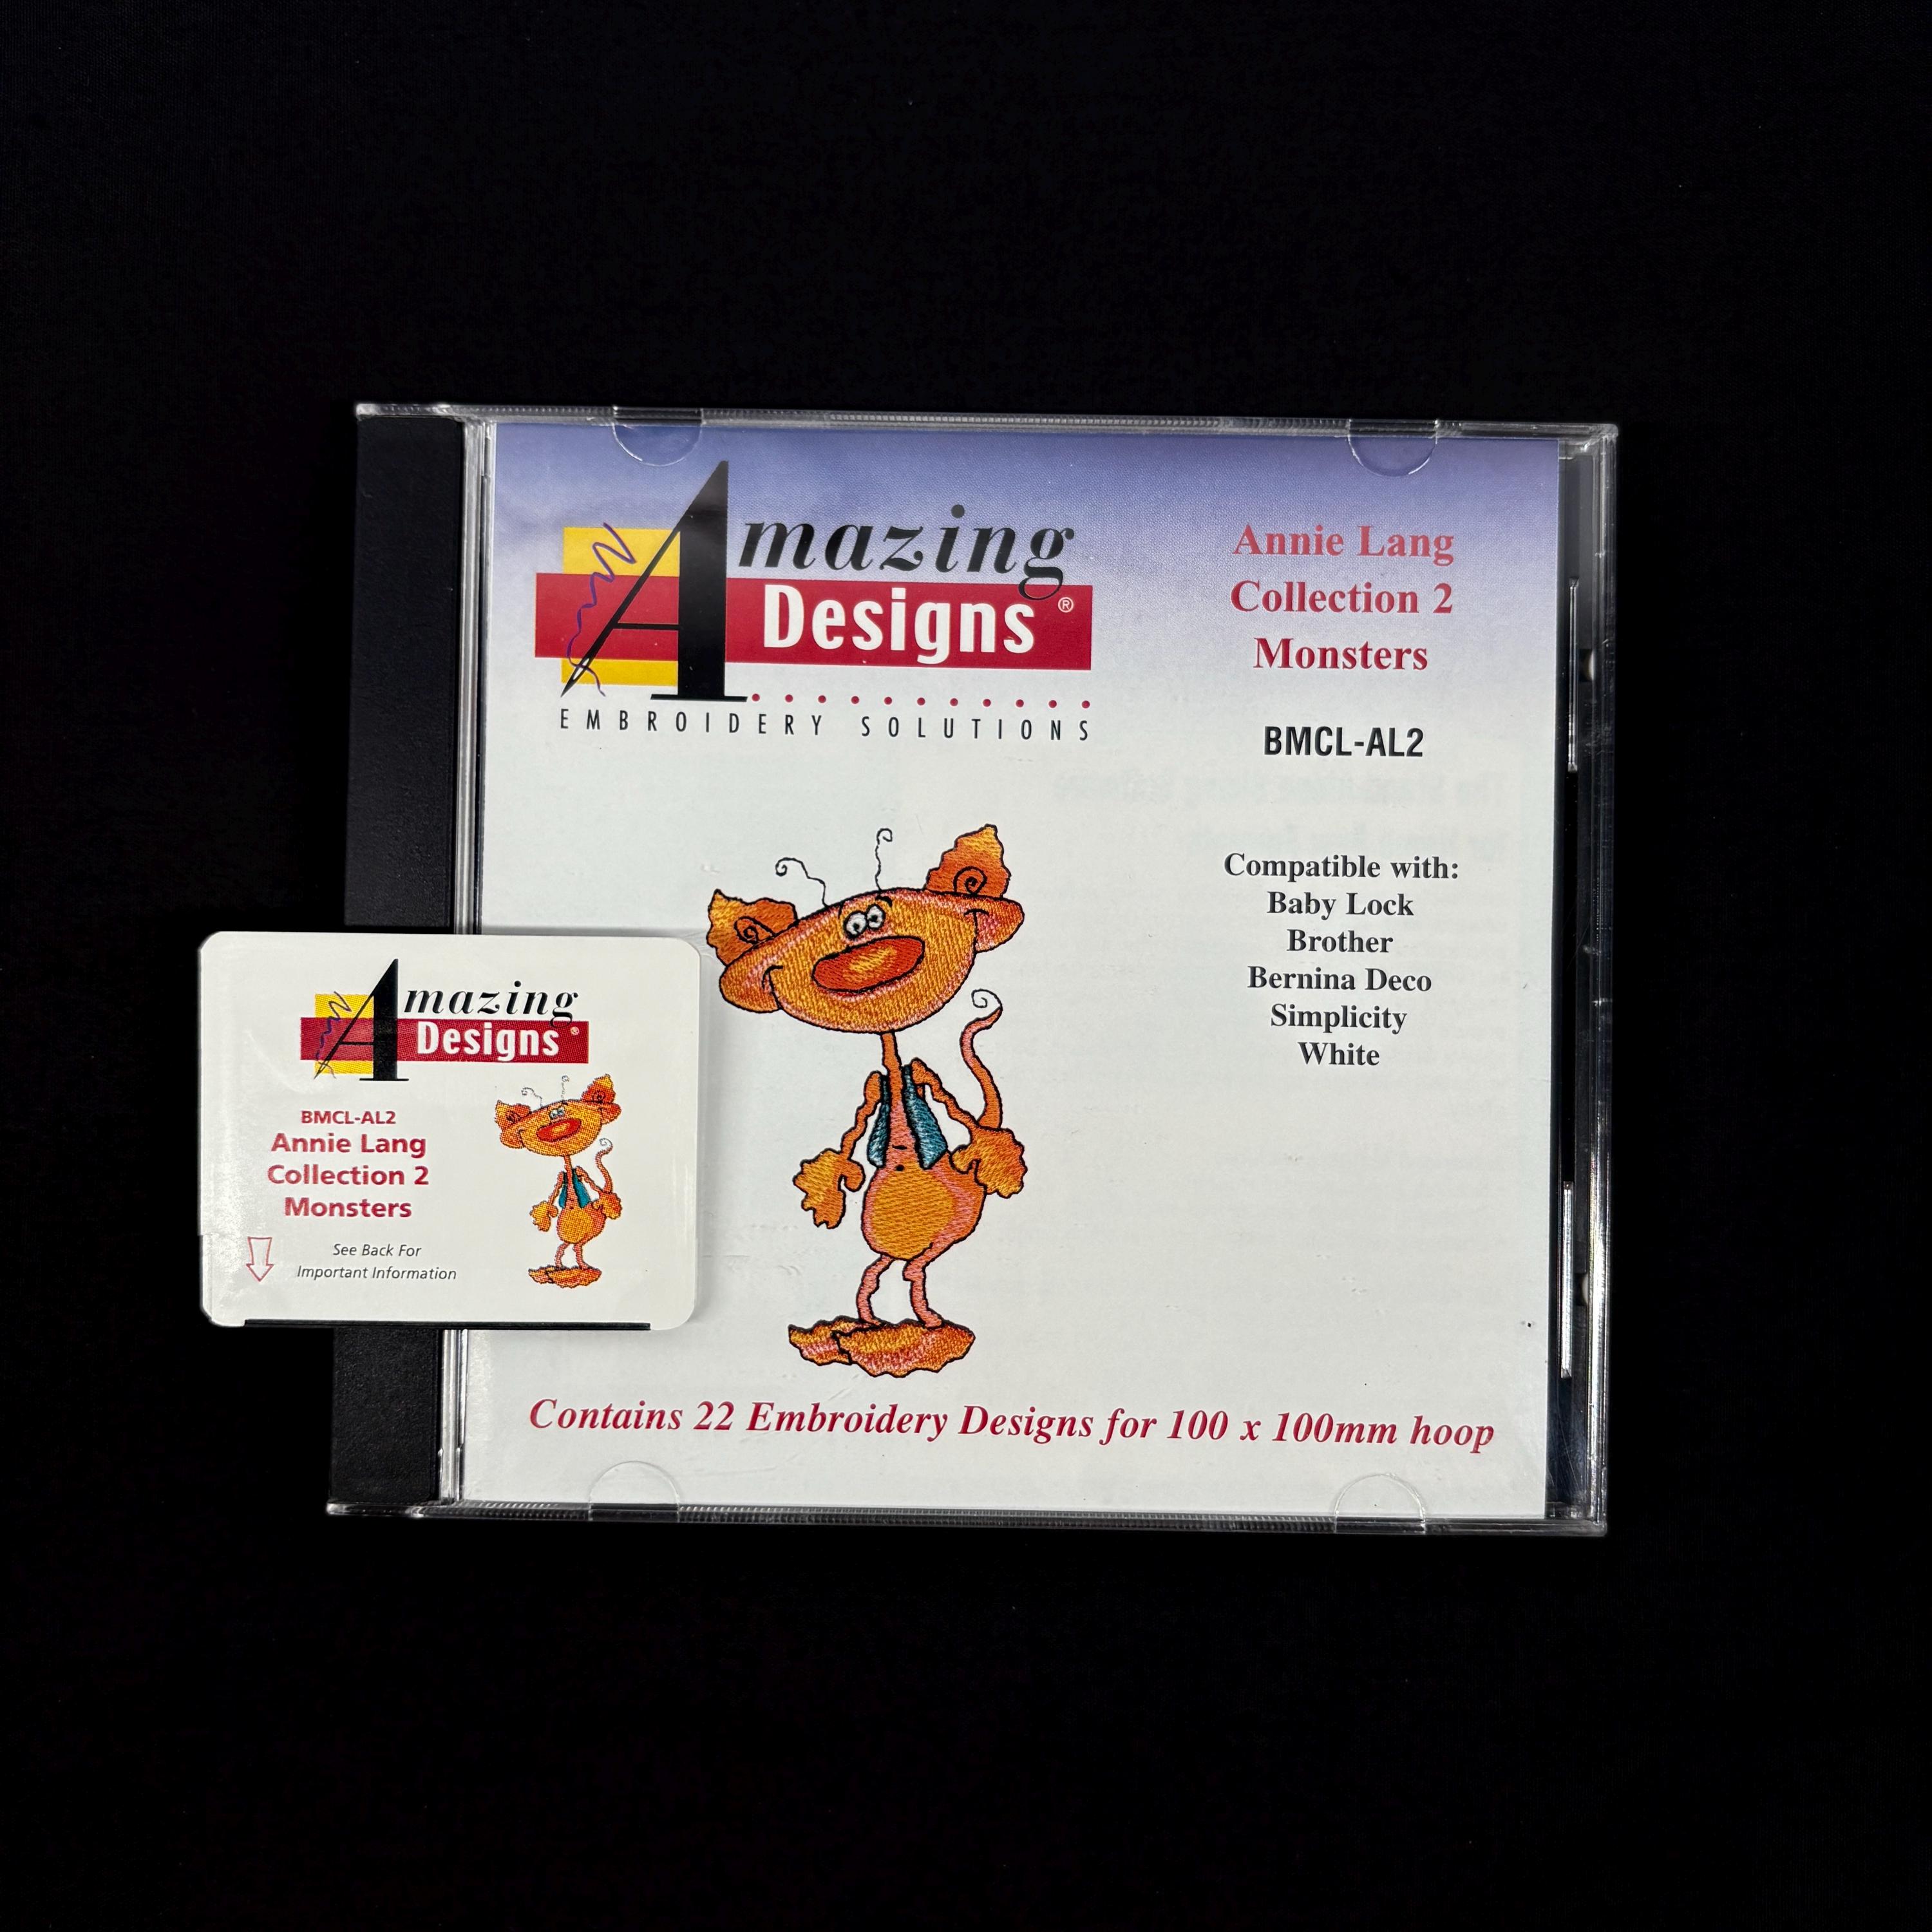 Amazing
Designs ®
EMBROIDERY SOLUTIONS
Annie Lang
Collection 2
Monsters
BMCL-AL2
Compatible with:
Baby Lock
Brother
Bernina Deco
Simplicity
White
Contains 22 Embroidery Designs for 100 x 100mm hoop
Amazing
Designs ®
BMCL-AL2
Annie Lang
Collection 2
Monsters
See Back For
Important Information